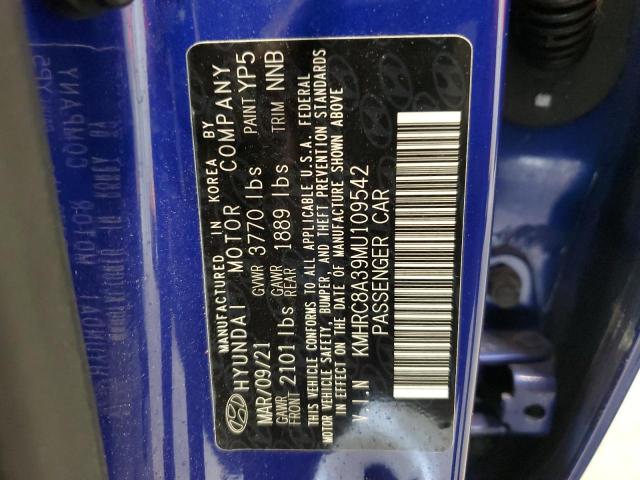 MANUFACTURED IN KOREA BY
HYUNDAI MOTOR COMPANY
MAR/09/21 GVWR 3770 lbs PAINT YP5
GAWR FRONT 2101 lbs GAWR REAR 1889 lbs TRIM NNB
THIS VEHICLE CONFORMS TO ALL APPLICABLE U.S.A. FEDERAL
MOTOR VEHICLE SAFETY, BUMPER, AND THEFT PREVENTION STANDARDS
IN EFFECT ON THE DATE OF MANUFACTURE SHOWN ABOVE
V.I.N KMHRC8A39MU109542
PASSENGER CAR